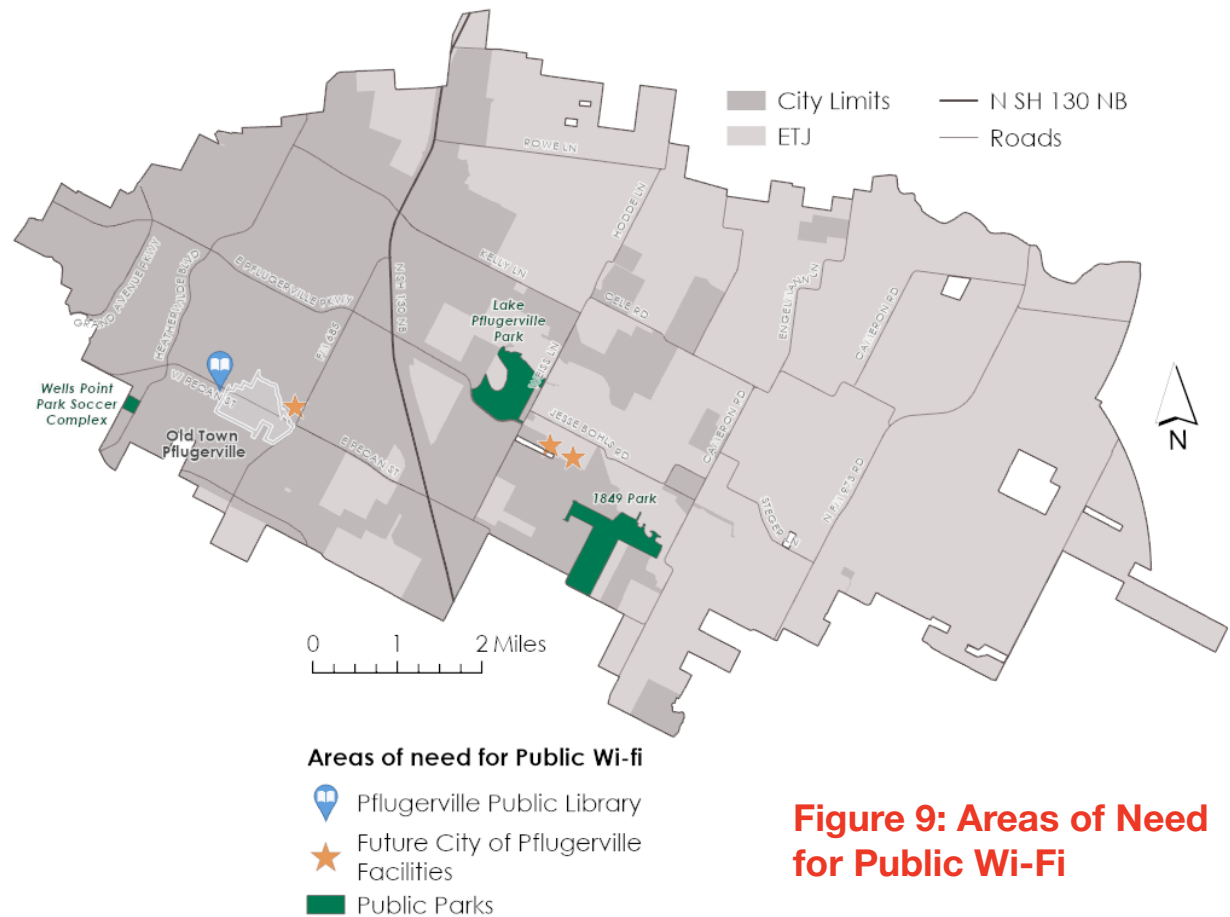 City Limits
ETJ
N SH 130 NB
Roads
ROWE LN
HODDE LN
KELLY LN
CELE RD
ENGELMANN LN
CAMERON RD
GRAND AVENUE PKWY
HEATHERWILDE BLVD
E PFLUGERVILLE PKWY
FM 685
N SH 130 NB
Lake
Pflugerville
Park
WEISS LN
Wells Point
Park Soccer
Complex
W PECAN ST
Old Town
Pflugerville
E PECAN ST
JESSE BOHLS RD
CAMERON RD
1849 Park
STEGER LN
N FM 973 RD
N
0 1 2 Miles
Areas of need for Public Wi-fi
Pflugerville Public Library
Future City of Pflugerville
Facilities
Public Parks
Figure 9: Areas of Need
for Public Wi-Fi